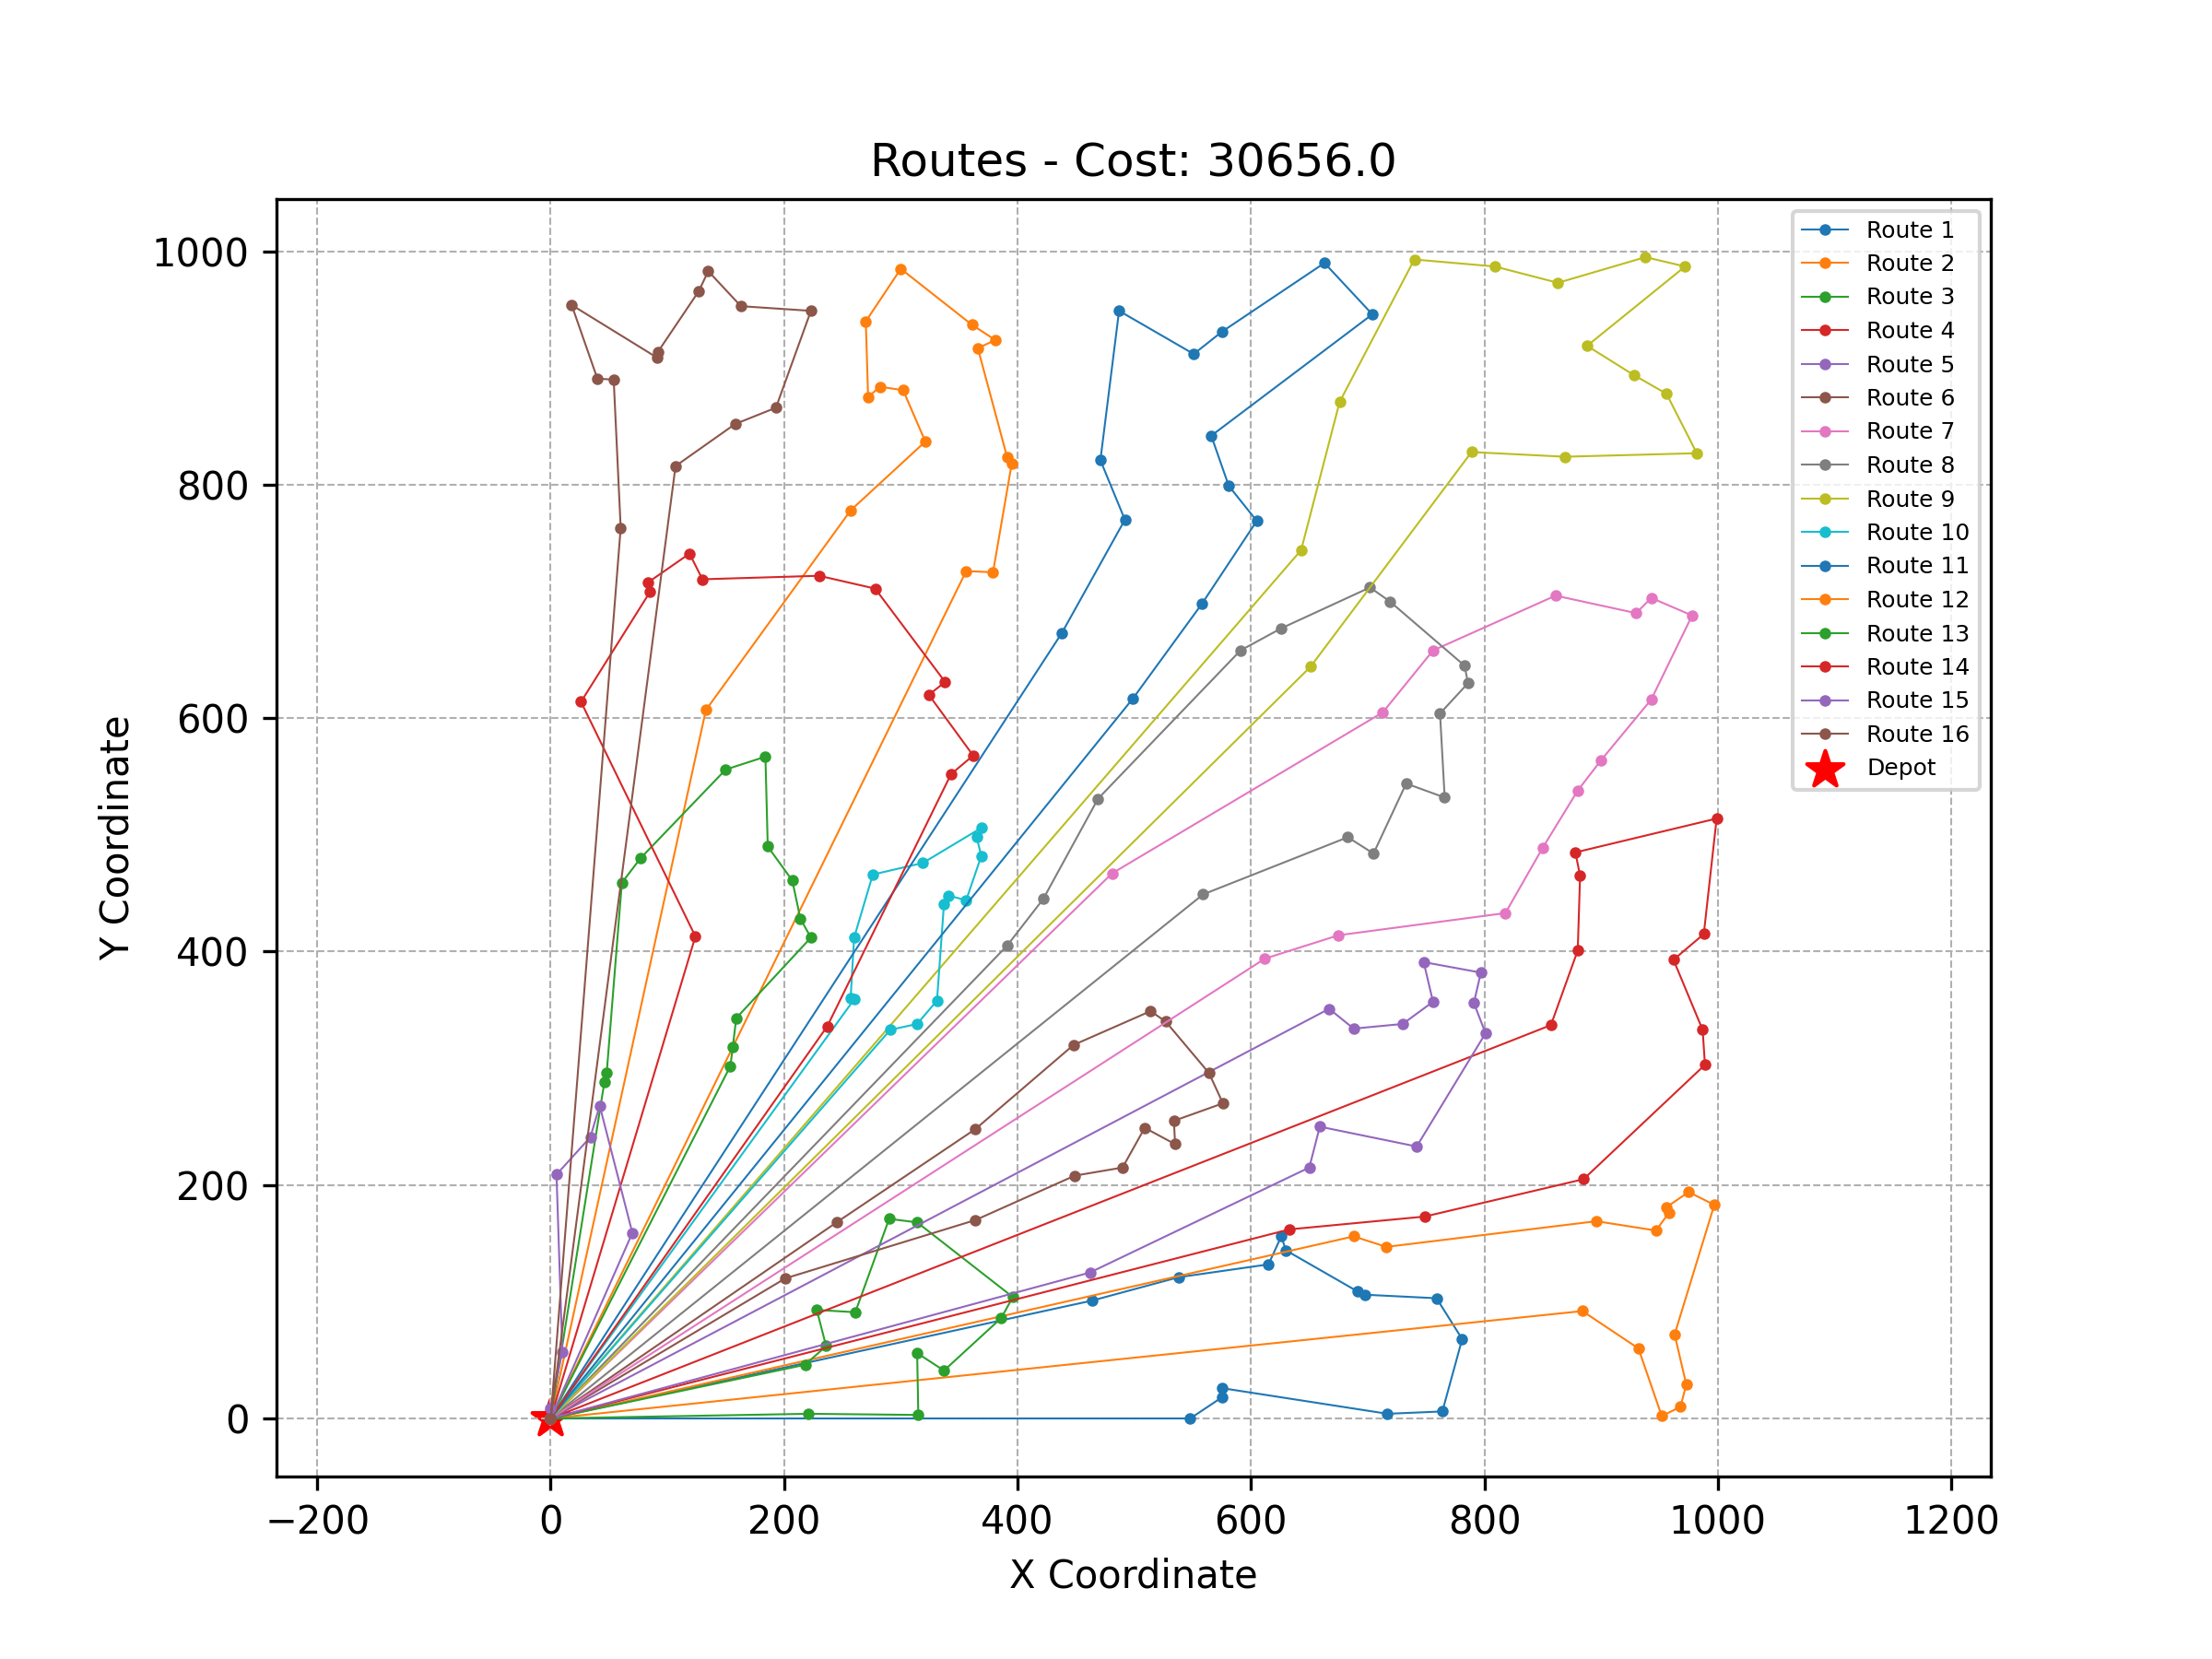 Routes - Cost: 30656.0
Route 1
Route 2
Route 3
Route 4
Route 5
Route 6
Route 7
Route 8
Route 9
Route 10
Route 11
Route 12
Route 13
Route 14
Route 15
Route 16
Depot
1000
800
600
400
200
0
Y Coordinate
−200 0 200 400 600 800 1000 1200
X Coordinate